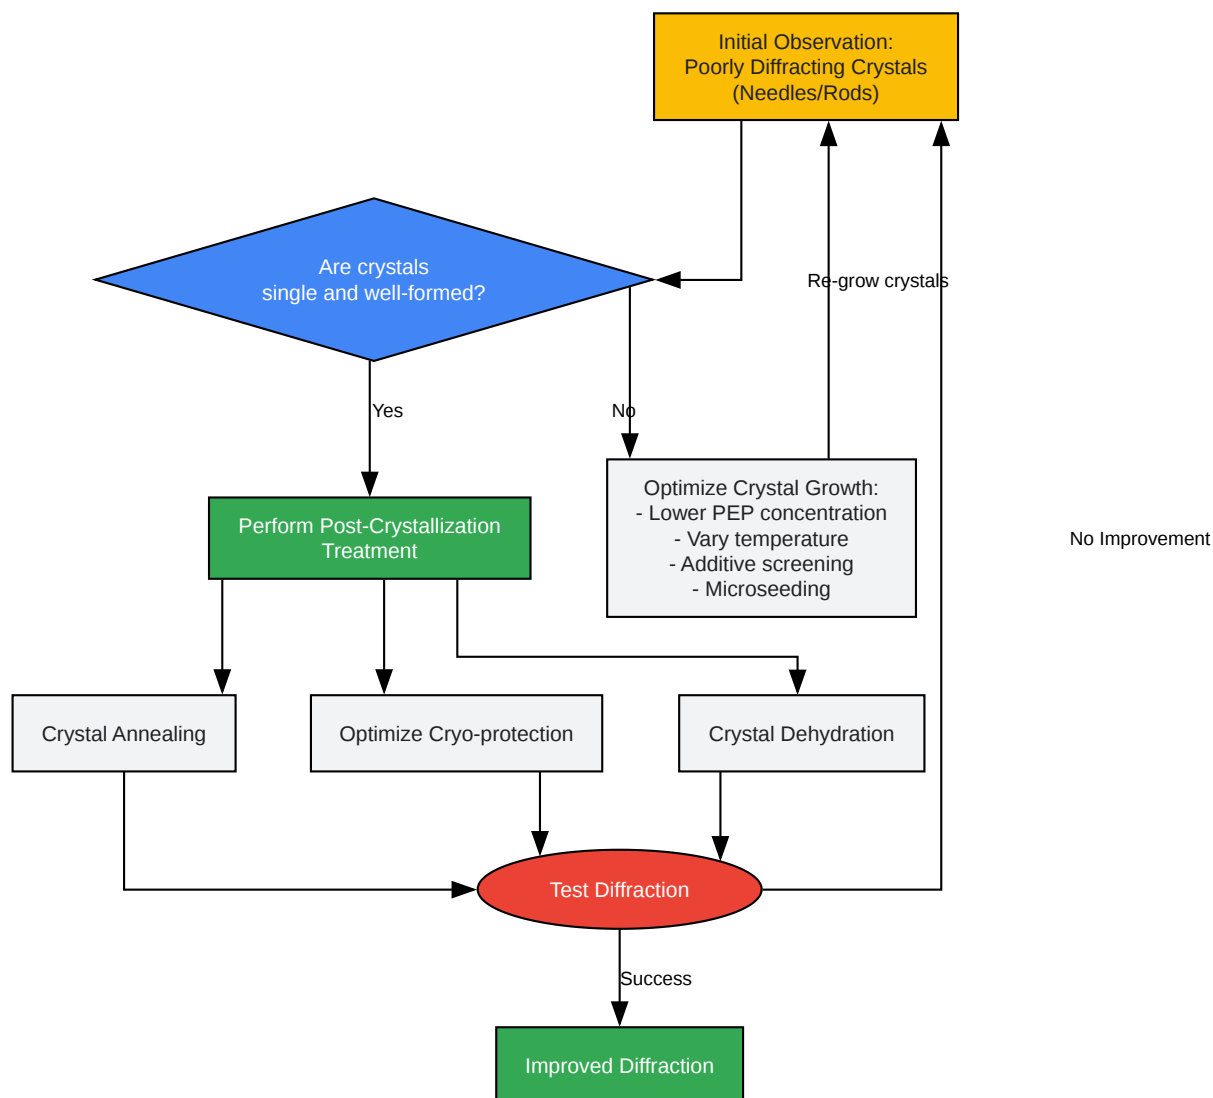 Initial Observation:
Poorly Diffracting Crystals
(Needles/Rods)
Are crystals
single and well-formed?
Re-grow crystals
Yes
No
Optimize Crystal Growth:
- Lower PEP concentration
- Vary temperature
- Additive screening
- Microseeding
Perform Post-Crystallization
Treatment
No Improvement
Crystal Annealing
Optimize Cryo-protection
Crystal Dehydration
Test Diffraction
Success
Improved Diffraction